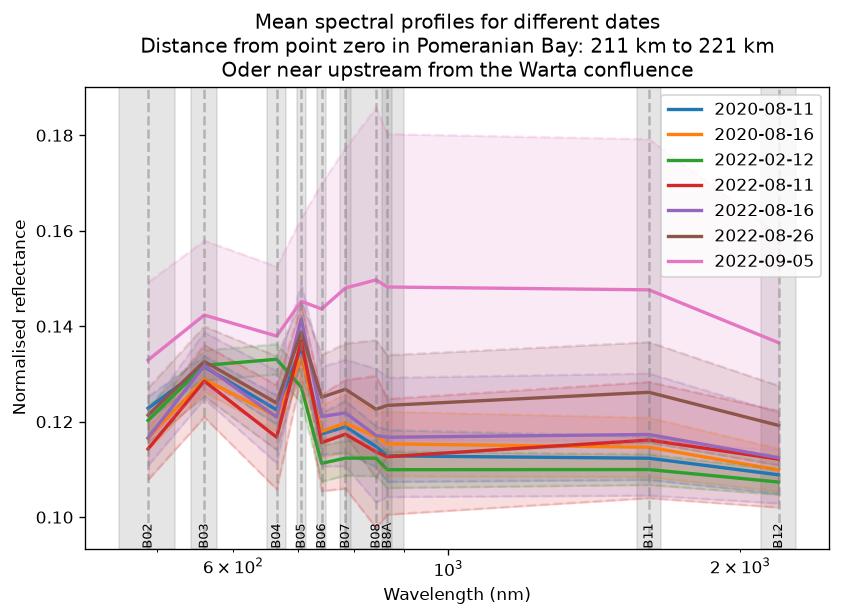 Mean spectral profiles for different dates
Distance from point zero in Pomeranian Bay: 211 km to 221 km
Oder near upstream from the Warta confluence
2020-08-11
2020-08-16
2022-02-12
2022-08-11
2022-08-16
2022-08-26
2022-09-05
Normalised reflectance
0.18
0.16
0.14
0.12
0.10
B02
B03
B04
B05
B06
B07
B08
B8A
B11
B12
6 × 10²
10³
2 × 10³
Wavelength (nm)